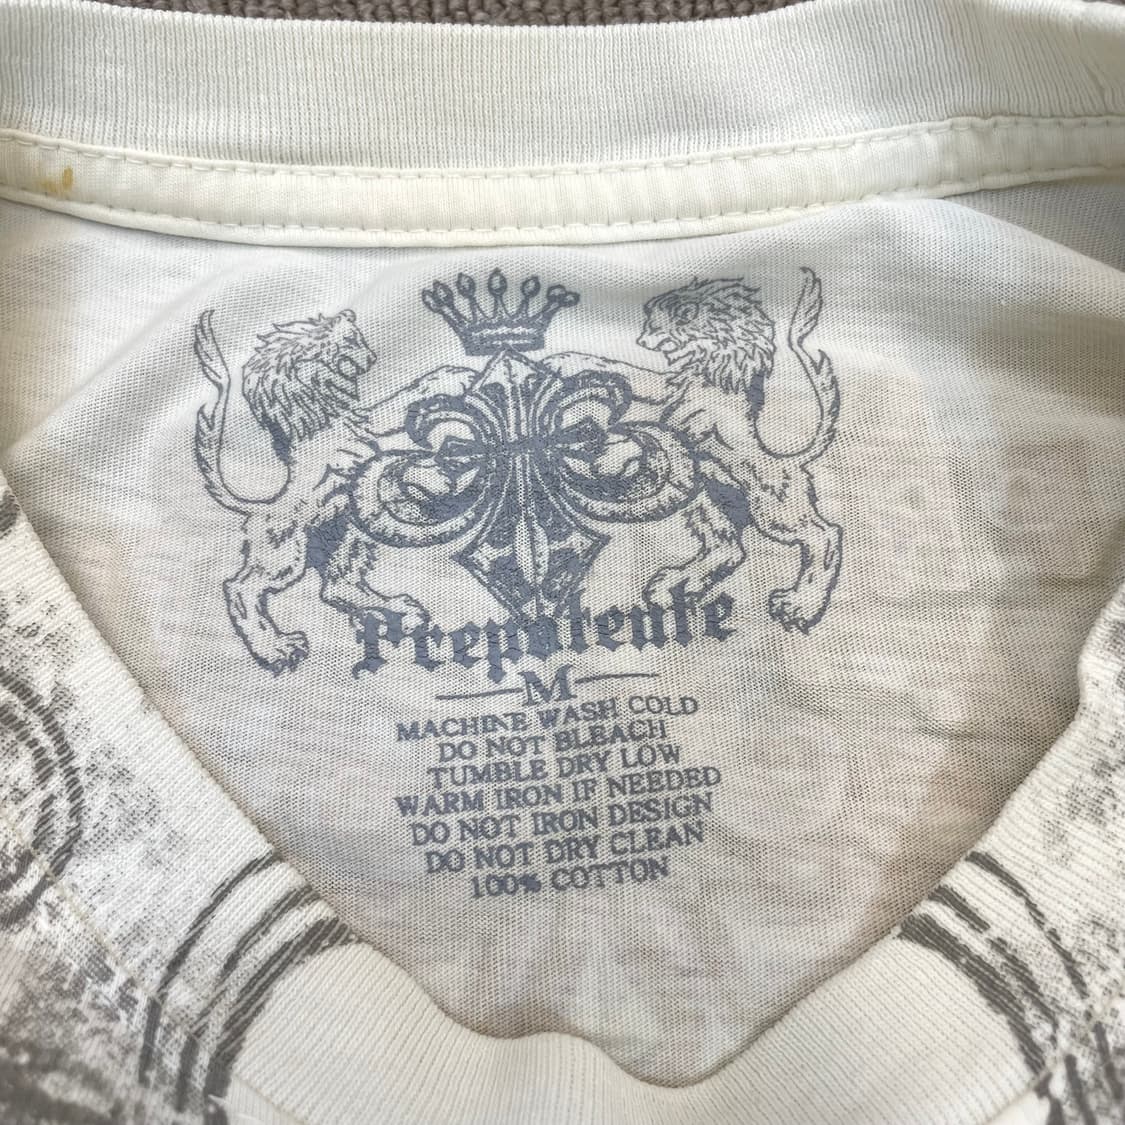 Prepotente
M
MACHINE WASH COLD
DO NOT BLEACH
TUMBLE DRY LOW
WARM IRON IF NEEDED
DO NOT IRON DESIGN
DO NOT DRY CLEAN
100% COTTON